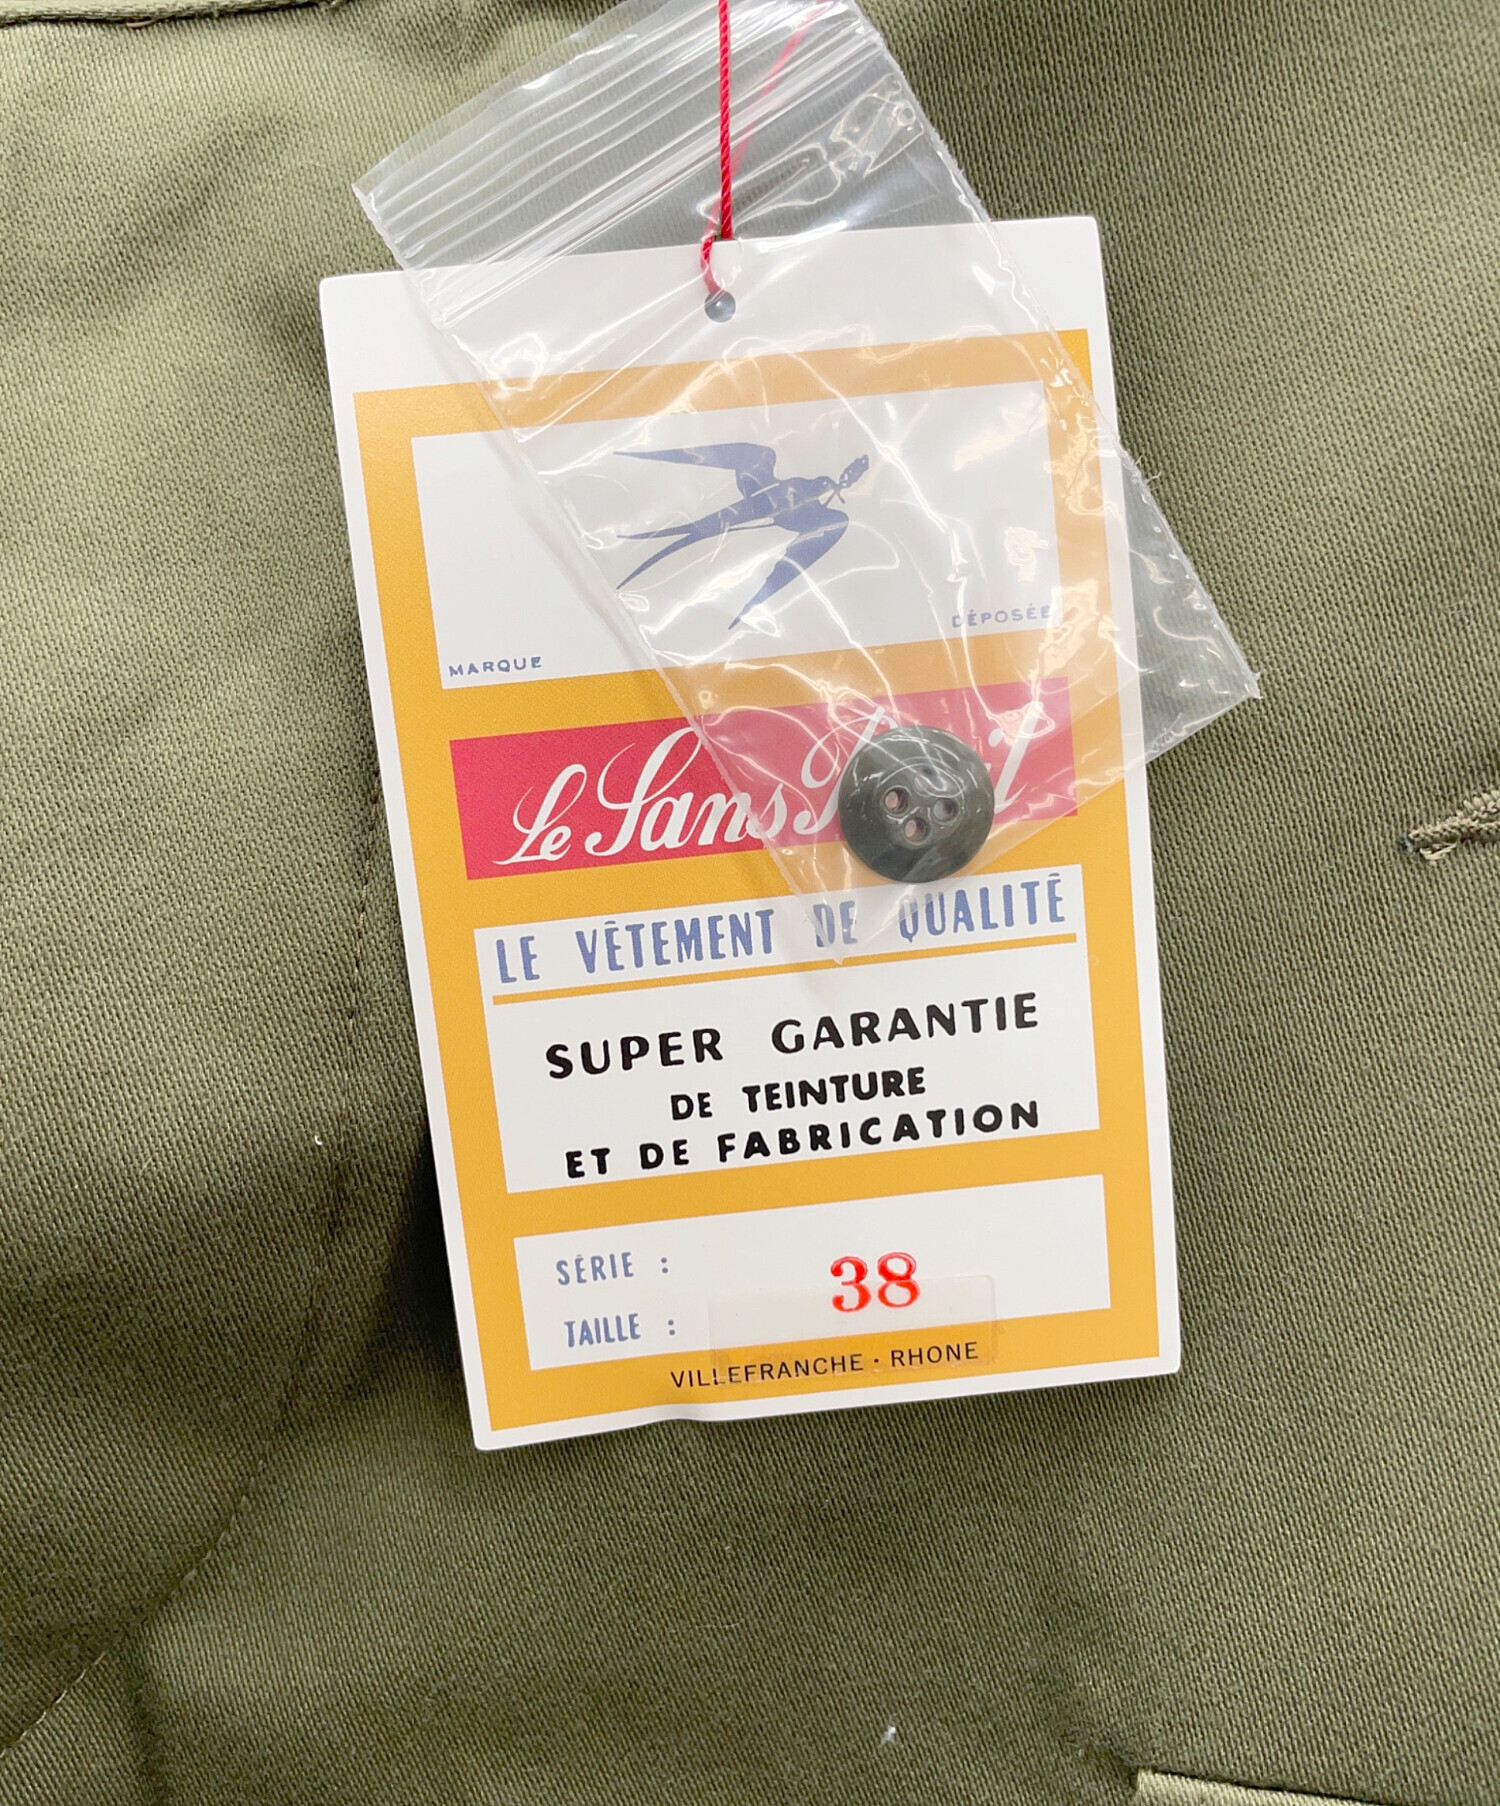 MARQUE
DÉPOSÉE
Le Sans
LE VÊTEMENT DE QUALITÉ
SUPER GARANTIE
DE TEINTURE
ET DE FABRICATION
SÉRIE :
38
TAILLE :
VILLEFRANCHE · RHONE